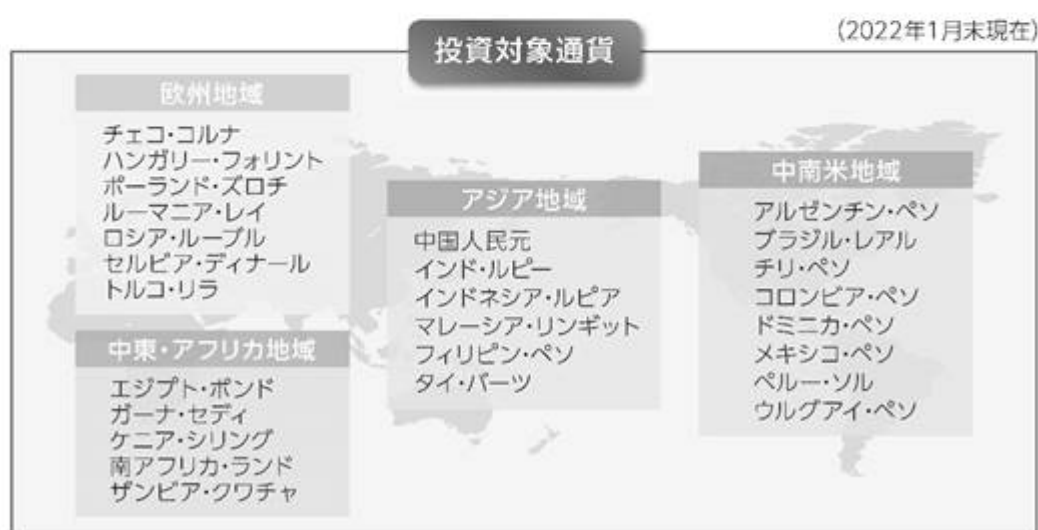 (2022年1月末現在)
投資対象通貨
欧州地域
チェコ・コルナ
ハンガリー・フォリント
ポーランド・ズロチ
ルーマニア・レイ
ロシア・ルーブル
セルビア・ディナール
トルコ・リラ
中東・アフリカ地域
エジプト・ポンド
ガーナ・セディ
ケニア・シリング
南アフリカ・ランド
ザンビア・クワチャ
アジア地域
中国人民元
インド・ルピー
インドネシア・ルピア
マレーシア・リンギット
フィリピン・ペソ
タイ・バーツ
中南米地域
アルゼンチン・ペソ
ブラジル・レアル
チリ・ペソ
コロンビア・ペソ
ドミニカ・ペソ
メキシコ・ペソ
ペルー・ソル
ウルグアイ・ペソ